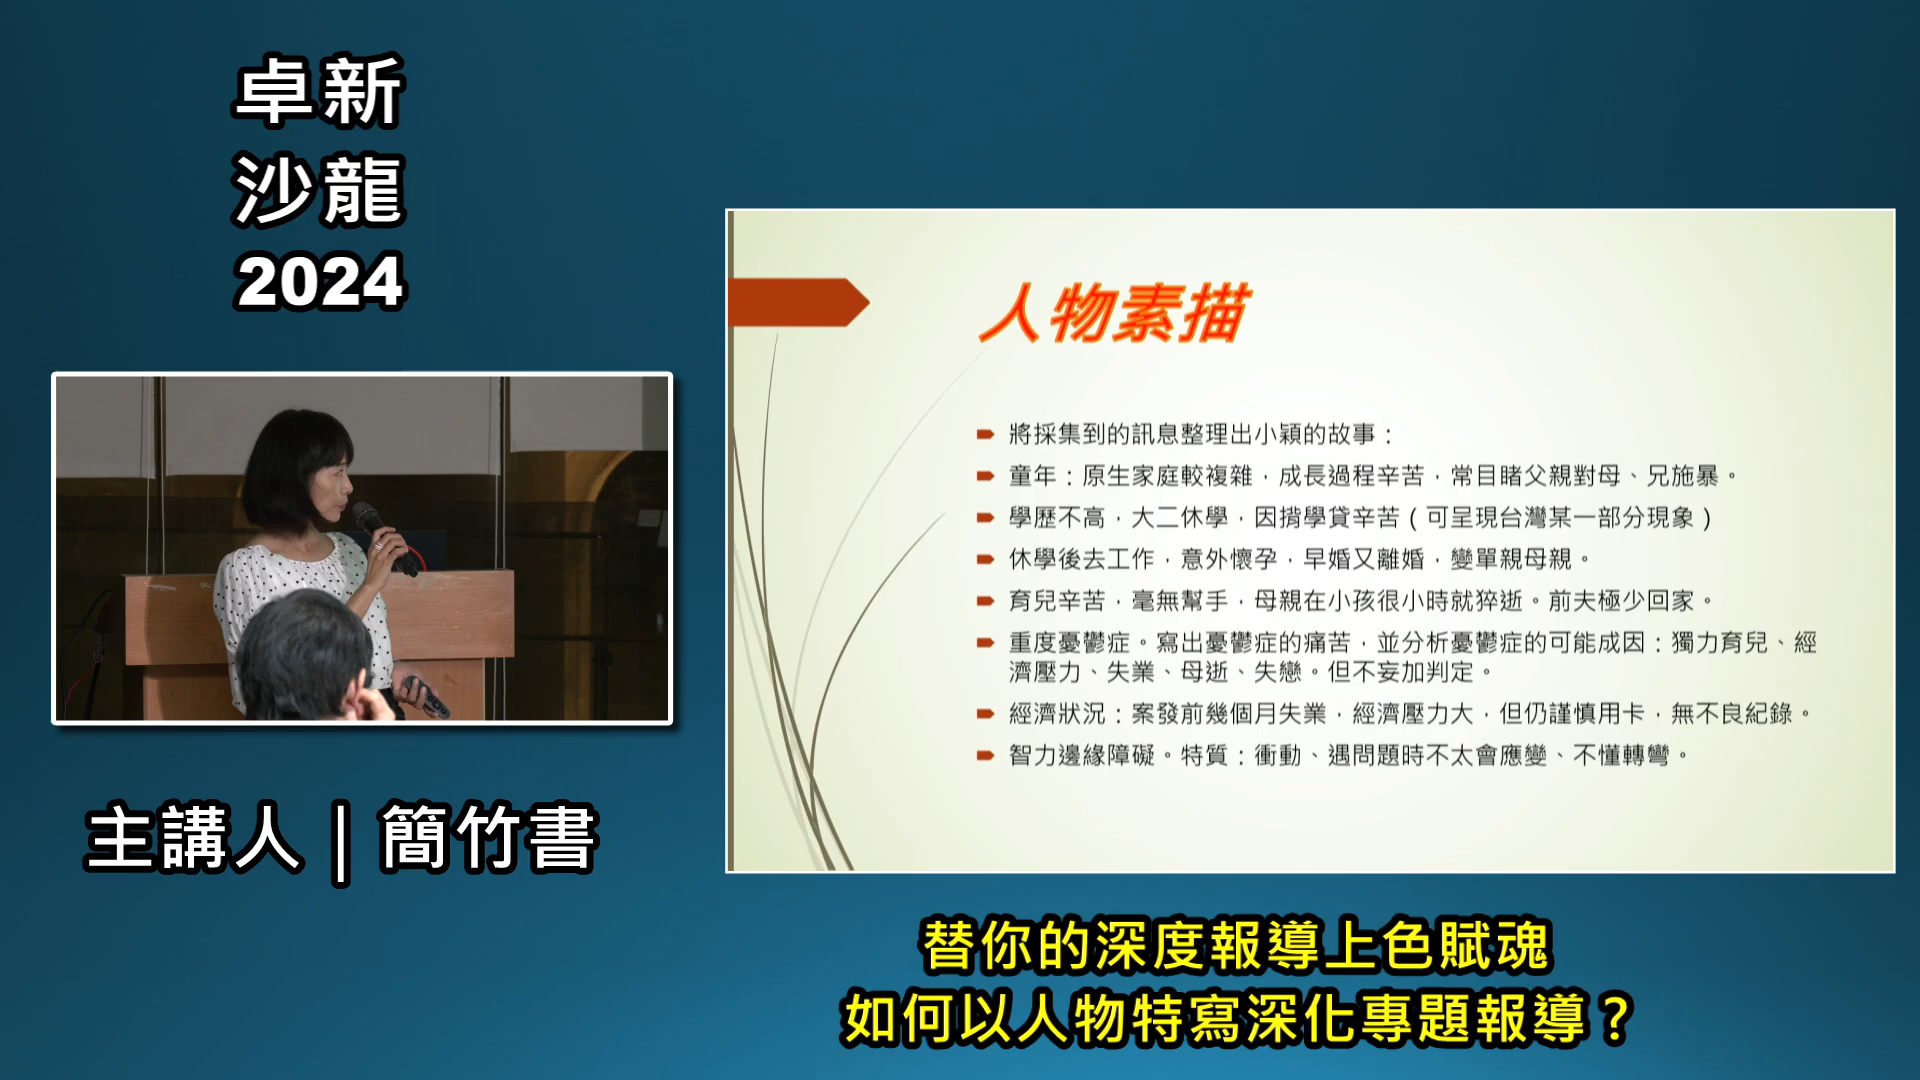 卓新
沙龍
2024
主講人｜簡竹書
人物素描
將採集到的訊息整理出小穎的故事：
童年：原生家庭較複雜，成長過程辛苦，常目睹父親對母、兄施暴。
學歷不高，大二休學，因揹學貸辛苦（可呈現台灣某一部分現象）
休學後去工作，意外懷孕，早婚又離婚，變單親母親。
育兒辛苦，毫無幫手，母親在小孩很小時就猝逝。前夫極少回家。
重度憂鬱症。寫出憂鬱症的痛苦，並分析憂鬱症的可能成因：獨力育兒、經
濟壓力、失業、母逝、失戀。但不妄加判定。
經濟狀況：案發前幾個月失業，經濟壓力大，但仍謹慎用卡，無不良紀錄。
智力邊緣障礙。特質：衝動、遇問題時不太會應變、不懂轉彎。
替你的深度報導上色賦魂
如何以人物特寫深化專題報導？